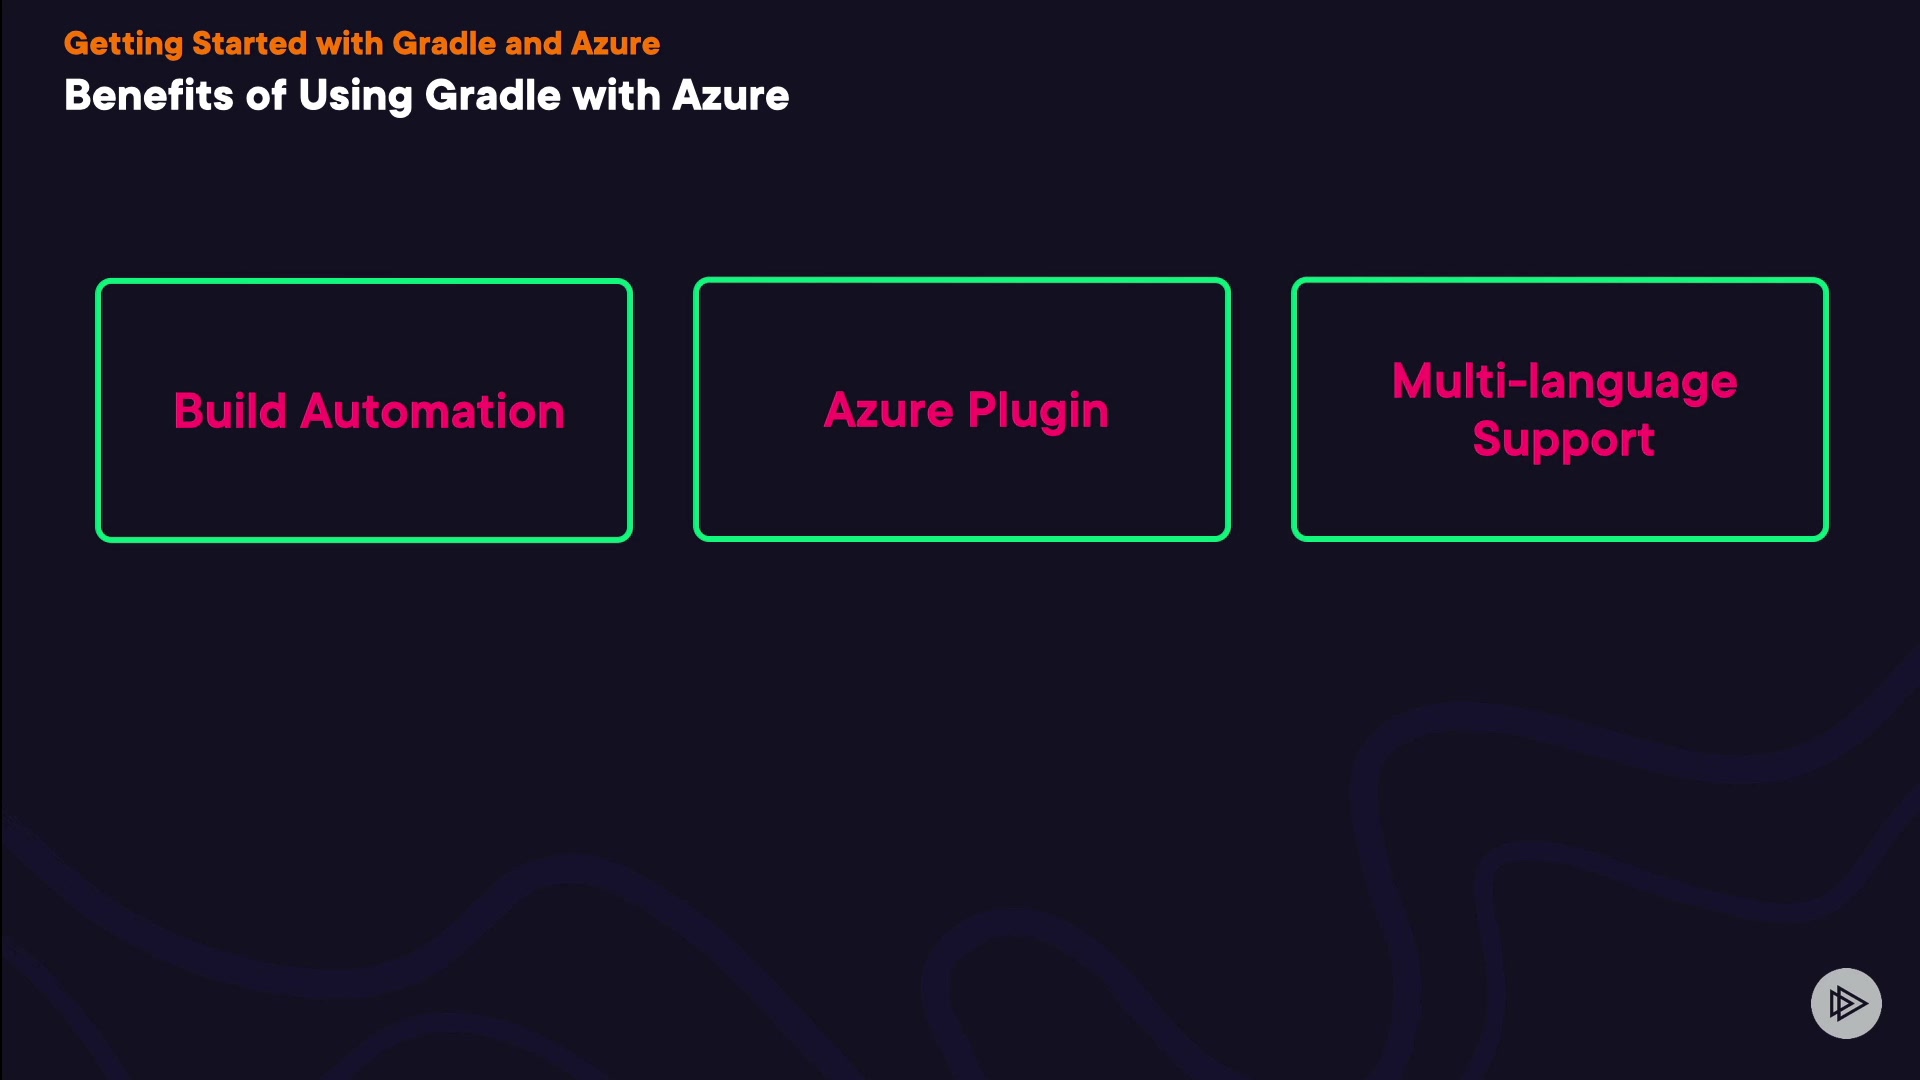 Getting Started with Gradle and Azure
Benefits of Using Gradle with Azure
Build Automation
Azure Plugin
Multi-language
Support